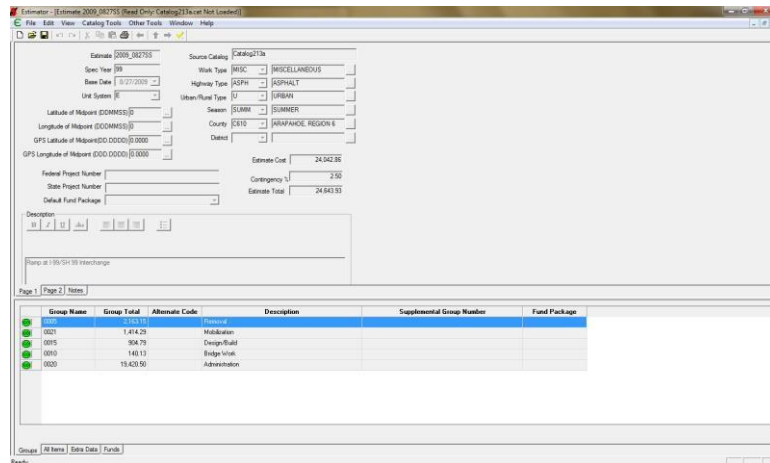 Estimator - [Estimate 2009_0827SS (Read Only: Catalog213a.cat Not Loaded)]
File Edit View Catalog Tools Other Tools Window Help
Estimate 2009_0827SS
Spec Year 99
Base Date 8/27/2009
Unit System E
Latitude of Midpoint (DDMMSS) 0
Longitude of Midpoint (DDDMMSS) 0
GPS Latitude of Midpoint(DD.DDDD) 0.0000
GPS Longitude of Midpoint (DDD.DDDD) 0.0000
Source Catalog Catalog213a
Work Type MISC MISCELLANEOUS
Highway Type ASPH ASPHALT
Urban/Rural Type U URBAN
Season SUMM SUMMER
County C610 ARAPAHOE, REGION 6
District
Estimate Cost 24,042.86
Contingency % 2.50
Estimate Total 24,643.93
Federal Project Number
State Project Number
Default Fund Package
Description
B I U Abc
Ramp at I-99/SH 99 Interchange
Page 1 Page 2 Notes
Group Name Group Total Alternate Code Description Supplemental Group Number Fund Package
0005 2,163.15 Removal
0021 1,414.29 Mobilization
0015 904.79 Design/Build
0010 140.13 Bridge Work
0020 19,420.50 Administration
Groups All Items Extra Data Funds
Ready